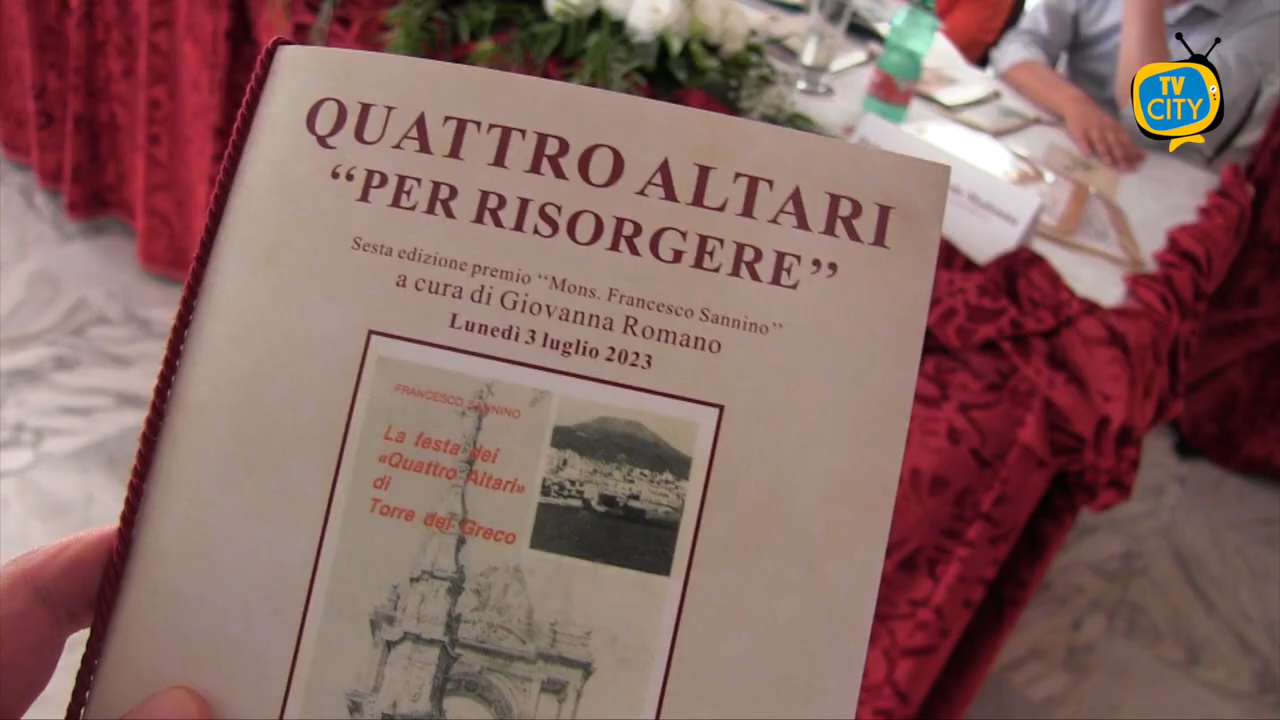 QUATTRO ALTARI
“PER RISORGERE”
Sesta edizione premio “Mons. Francesco Sannino”
a cura di Giovanna Romano
Lunedì 3 luglio 2023
FRANCESCO SANNINO
La festa dei
«Quattro Altari»
di
Torre del Greco
TV
CITY